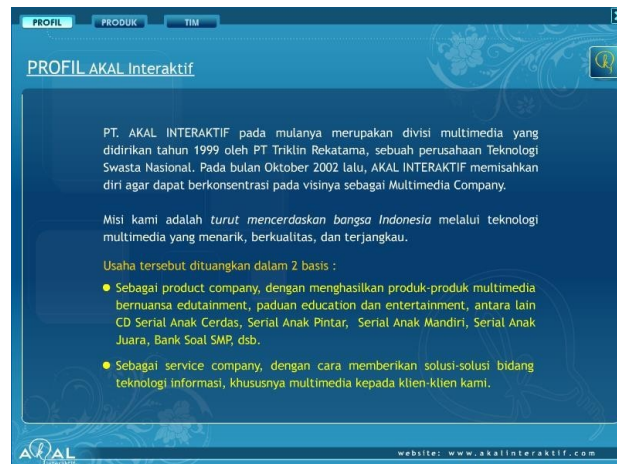 PROFIL
PRODUK
TIM
PROFIL AKAL Interaktif
PT. AKAL INTERAKTIF pada mulanya merupakan divisi multimedia yang
didirikan tahun 1999 oleh PT Triklin Rekatama, sebuah perusahaan Teknologi
Swasta Nasional. Pada bulan Oktober 2002 lalu, AKAL INTERAKTIF memisahkan
diri agar dapat berkonsentrasi pada visinya sebagai Multimedia Company.
Misi kami adalah turut mencerdaskan bangsa Indonesia melalui teknologi
multimedia yang menarik, berkualitas, dan terjangkau.
Usaha tersebut dituangkan dalam 2 basis :
Sebagai product company, dengan menghasilkan produk-produk multimedia
bernuansa edutainment, paduan education dan entertainment, antara lain
CD Serial Anak Cerdas, Serial Anak Pintar, Serial Anak Mandiri, Serial Anak
Juara, Bank Soal SMP, dsb.
Sebagai service company, dengan cara memberikan solusi-solusi bidang
teknologi informasi, khususnya multimedia kepada klien-klien kami.
AKAL
website: www.akalinteraktif.com